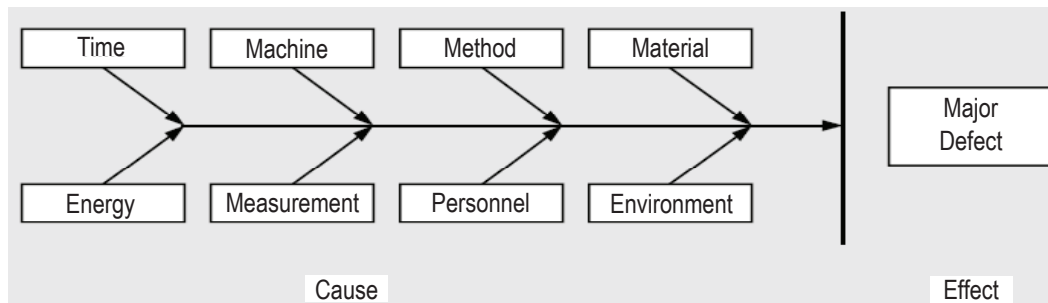 Time
Machine
Method
Material
Major
Defect
Energy
Measurement
Personnel
Environment
Cause
Effect